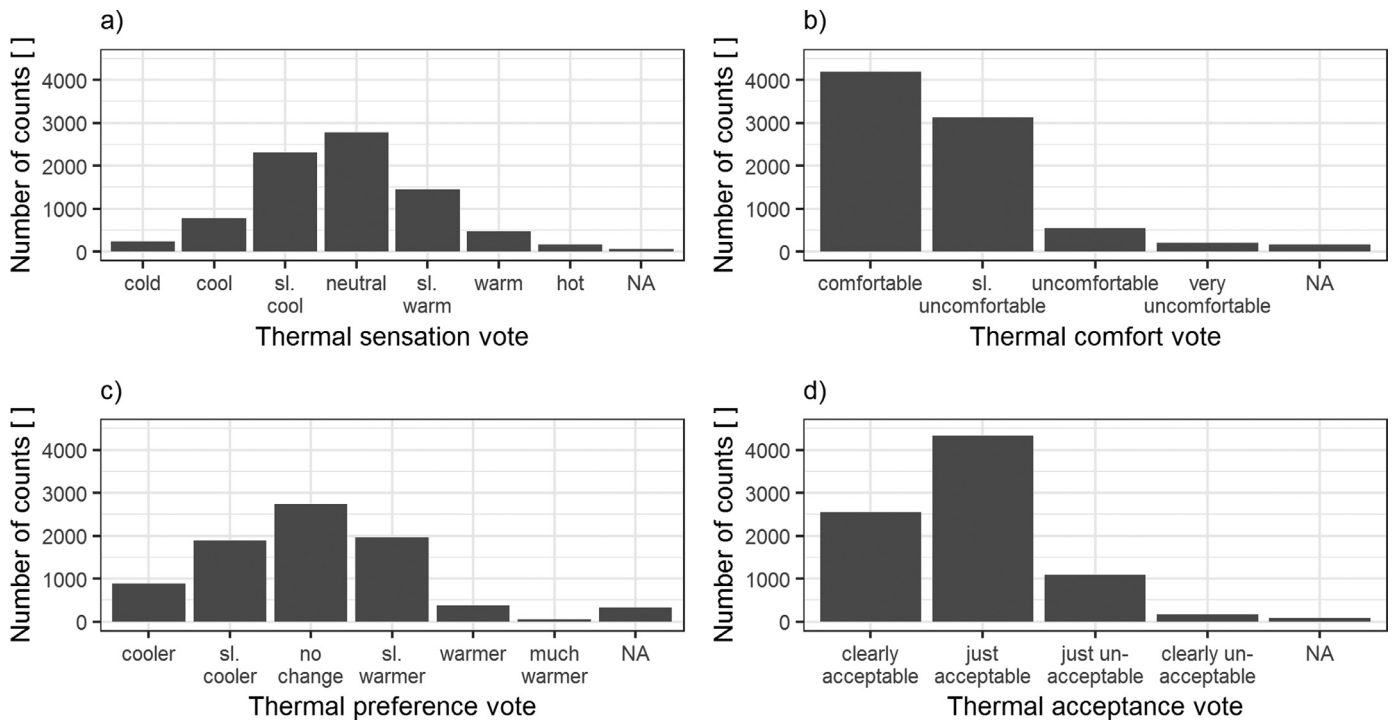 a)
Number of counts [ ]
4000
3000
2000
1000
0
cold cool sl. neutral sl. warm hot NA
cool warm
Thermal sensation vote
b)
Number of counts [ ]
4000
3000
2000
1000
0
comfortable sl. uncomfortable very NA
uncomfortable uncomfortable
Thermal comfort vote
c)
Number of counts [ ]
4000
3000
2000
1000
0
cooler sl. no sl. warmer much NA
cooler change warmer warmer
Thermal preference vote
d)
Number of counts [ ]
4000
3000
2000
1000
0
clearly just just un- clearly un- NA
acceptable acceptable acceptable acceptable
Thermal acceptance vote